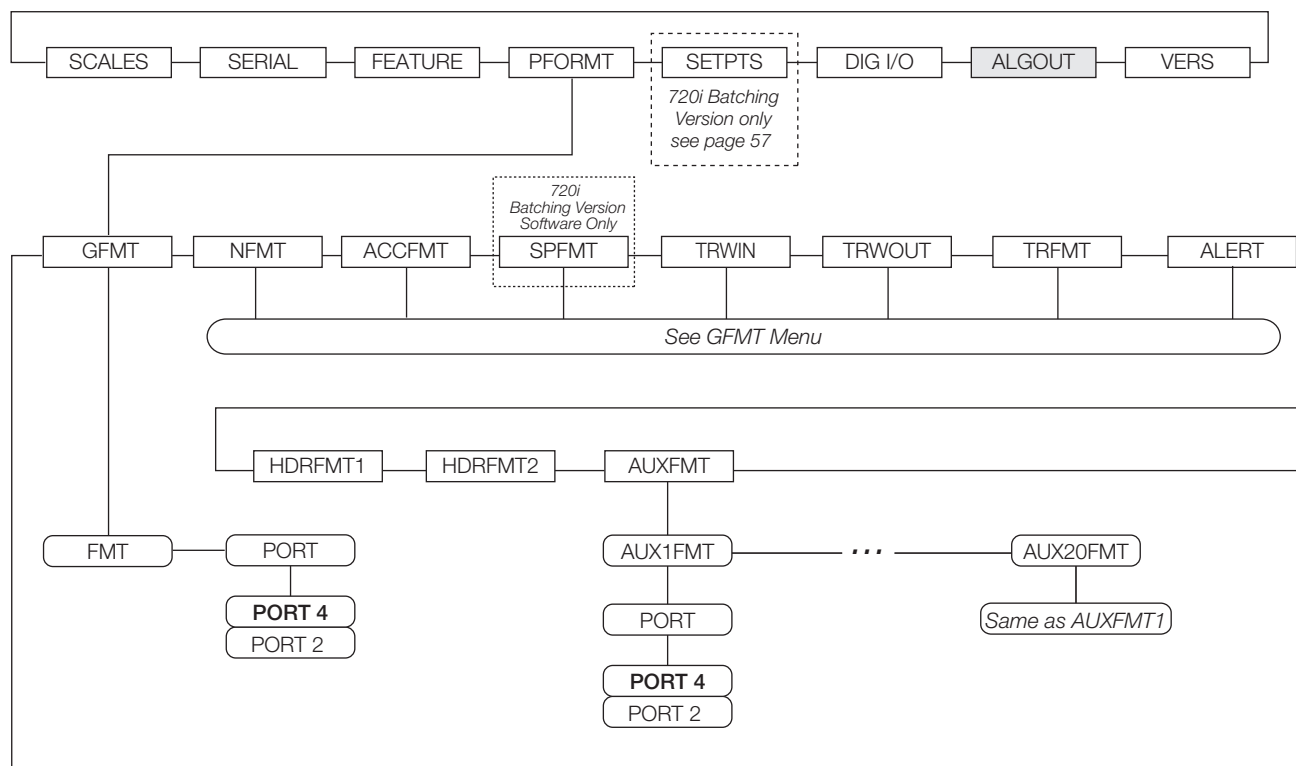 SCALES
SERIAL
FEATURE
PFORMT
SETPTS
DIG I/O
ALGOUT
VERS
720i Batching
Version only
see page 57
720i
Batching Version
Software Only
GFMT
NFMT
ACCFMT
SPFMT
TRWIN
TRWOUT
TRFMT
ALERT
See GFMT Menu
HDRFMT1
HDRFMT2
AUXFMT
FMT
PORT
AUX1FMT
...
AUX20FMT
PORT 4
PORT 2
PORT
Same as AUXFMT1
PORT 4
PORT 2